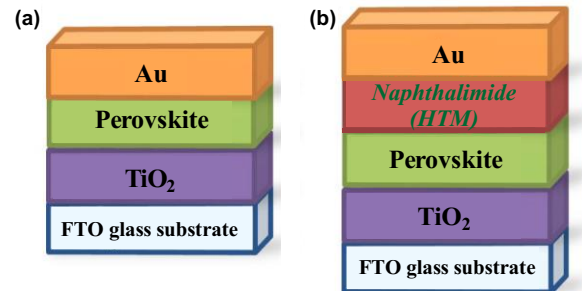 (a)
Au
Perovskite
TiO₂
FTO glass substrate
(b)
Au
Naphthalimide
(HTM)
Perovskite
TiO₂
FTO glass substrate